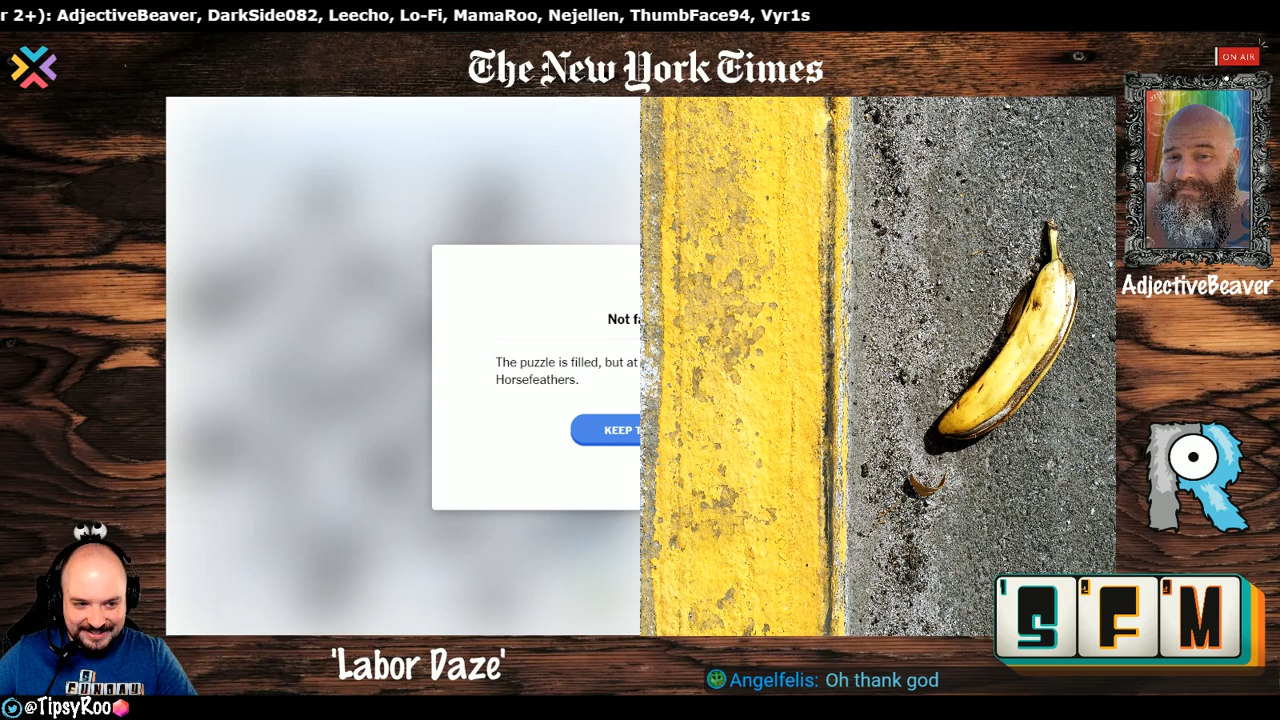 r 2+): AdjectiveBeaver, DarkSide082, Leecho, Lo-Fi, MamaRoo, Nejellen, ThumbFace94, Vyr1s
The New York Times
ON AIR
AdjectiveBeaver
Not fa
The puzzle is filled, but at
Horsefeathers.
KEEP T
R
S F M
FUNDAY
'Labor Daze'
Angelfelis: Oh thank god
@TipsyRoo